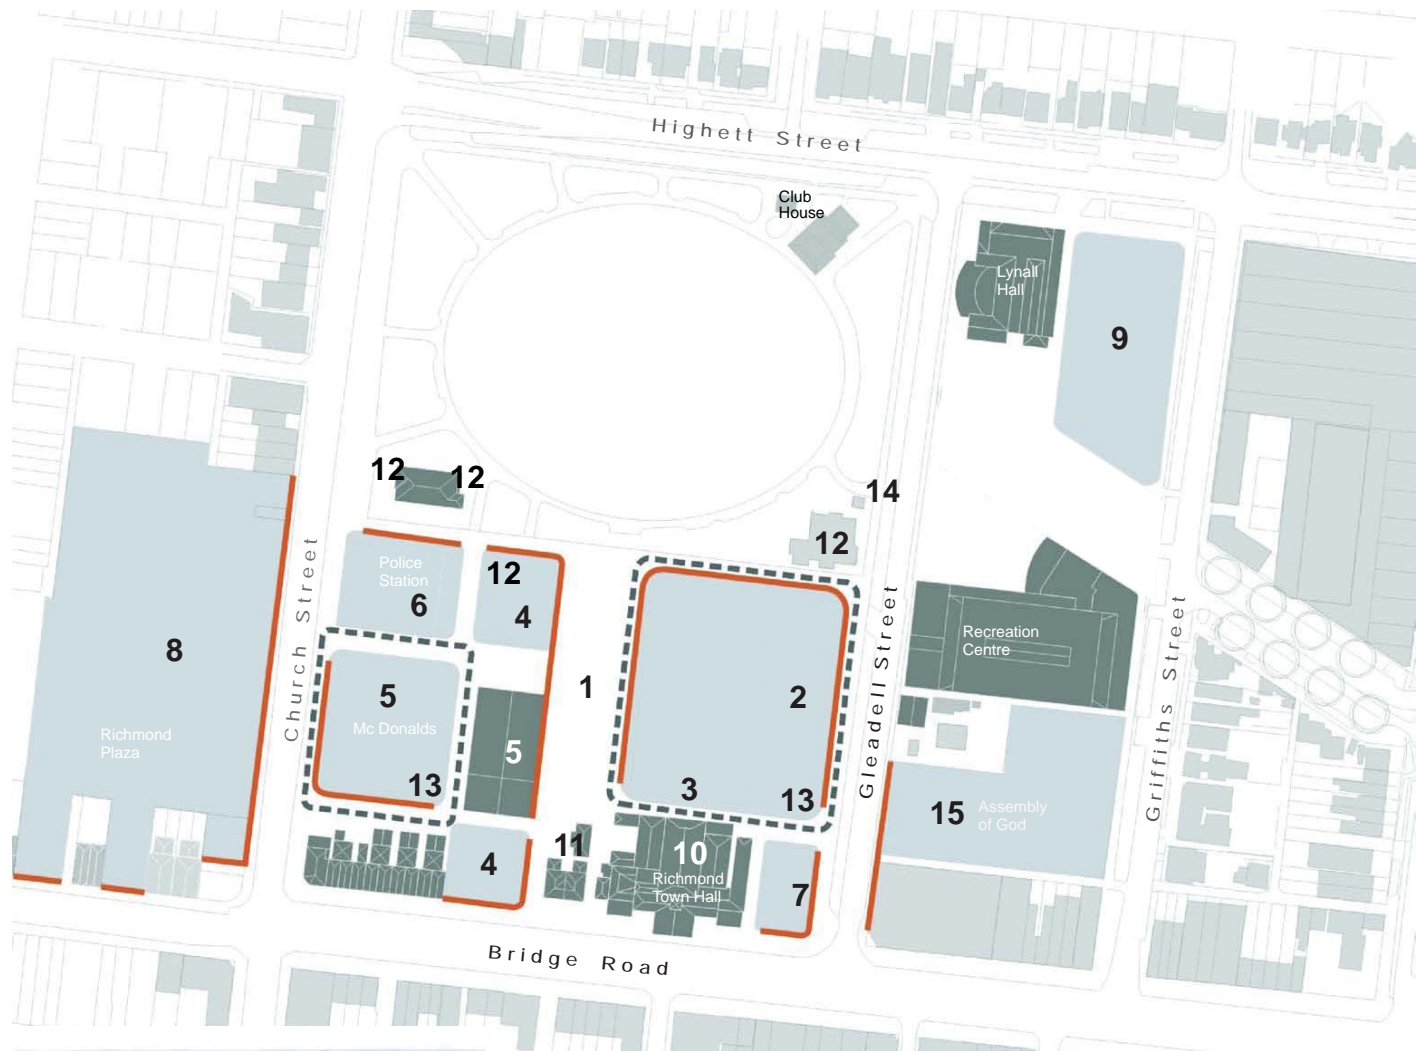 Highett Street
Club
House
Lynall
Hall
9
12
12
14
12
Police
Station
6
12
4
Church Street
8
Richmond
Plaza
5
Mc Donalds
13
5
1
2
3
13
Gleadell Street
Recreation
Centre
Griffiths Street
15
Assembly
of God
4
11
10
Richmond
Town Hall
7
Bridge Road